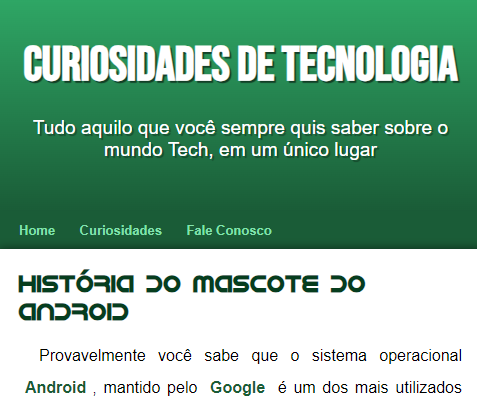 CURIOSIDADES DE TECNOLOGIA
Tudo aquilo que você sempre quis saber sobre o
mundo Tech, em um único lugar
Home Curiosidades Fale Conosco
HISTÓRIA DO MASCOTE DO
ANDROID
Provavelmente você sabe que o sistema operacional
Android , mantido pelo Google é um dos mais utilizados